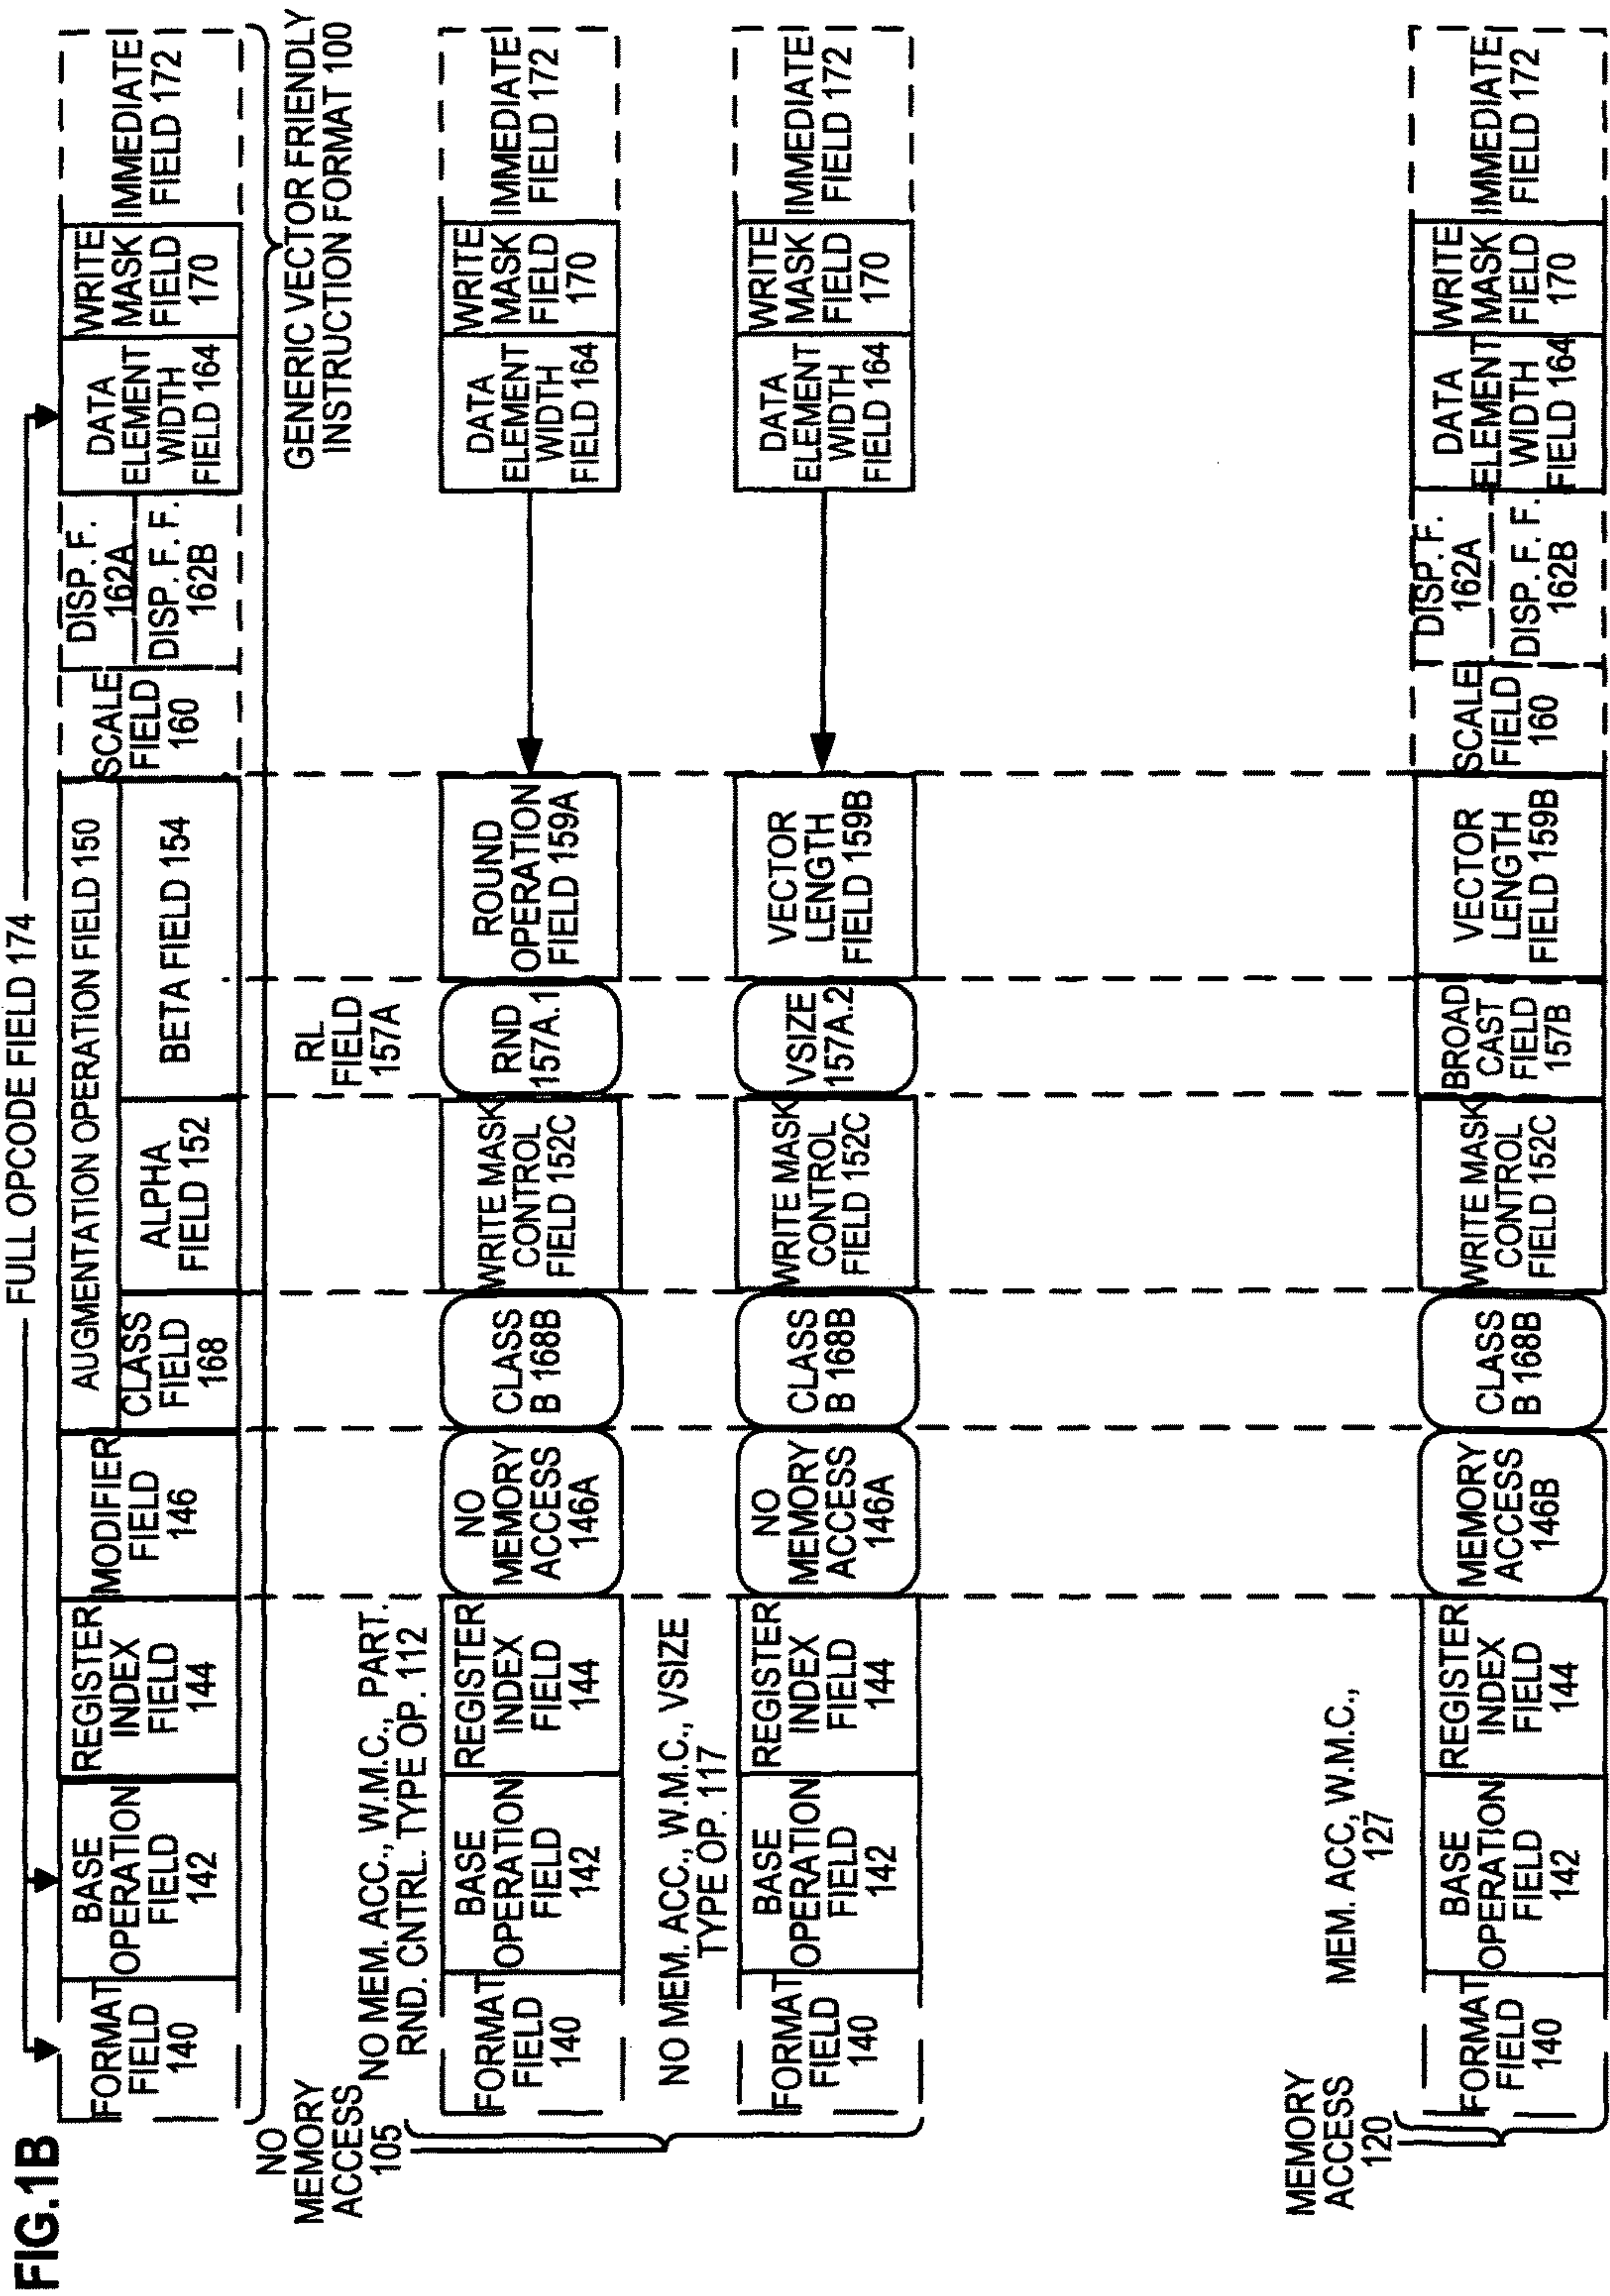 FIG.1B
FULL OPCODE FIELD 174
FORMAT
FIELD
140
BASE
OPERATION
FIELD
142
REGISTER
INDEX
FIELD
144
MODIFIER
FIELD
146
AUGMENTATION OPERATION FIELD 150
CLASS
FIELD
168
ALPHA
FIELD 152
BETA FIELD 154
SCALE
FIELD
160
DISP. F.
162A
DISP. F. F.
162B
DATA
ELEMENT
WIDTH
FIELD 164
WRITE
MASK
FIELD
170
IMMEDIATE
FIELD 172
GENERIC VECTOR FRIENDLY
INSTRUCTION FORMAT 100
NO
MEMORY
ACCESS
105
RL
FIELD
157A
NO MEM. ACC., W.M.C., PART.
RND. CNTRL. TYPE OP. 112
FORMAT
FIELD
140
BASE
OPERATION
FIELD
142
REGISTER
INDEX
FIELD
144
NO
MEMORY
ACCESS
146A
CLASS
B 168B
WRITE MASK
CONTROL
FIELD 152C
RND
157A.1
ROUND
OPERATION
FIELD 159A
DATA
ELEMENT
WIDTH
FIELD 164
WRITE
MASK
FIELD
170
IMMEDIATE
FIELD 172
NO MEM. ACC., W.M.C., VSIZE
TYPE OP. 117
FORMAT
FIELD
140
BASE
OPERATION
FIELD
142
REGISTER
INDEX
FIELD
144
NO
MEMORY
ACCESS
146A
CLASS
B 168B
WRITE MASK
CONTROL
FIELD 152C
VSIZE
157A.2
VECTOR
LENGTH
FIELD 159B
DATA
ELEMENT
WIDTH
FIELD 164
WRITE
MASK
FIELD
170
IMMEDIATE
FIELD 172
MEMORY
ACCESS
120
MEM. ACC, W.M.C.,
127
FORMAT
FIELD
140
BASE
OPERATION
FIELD
142
REGISTER
INDEX
FIELD
144
MEMORY
ACCESS
146B
CLASS
B 168B
WRITE MASK
CONTROL
FIELD 152C
BROAD
CAST
FIELD
157B
VECTOR
LENGTH
FIELD 159B
SCALE
FIELD
160
DISP. F.
162A
DISP. F. F.
162B
DATA
ELEMENT
WIDTH
FIELD 164
WRITE
MASK
FIELD
170
IMMEDIATE
FIELD 172